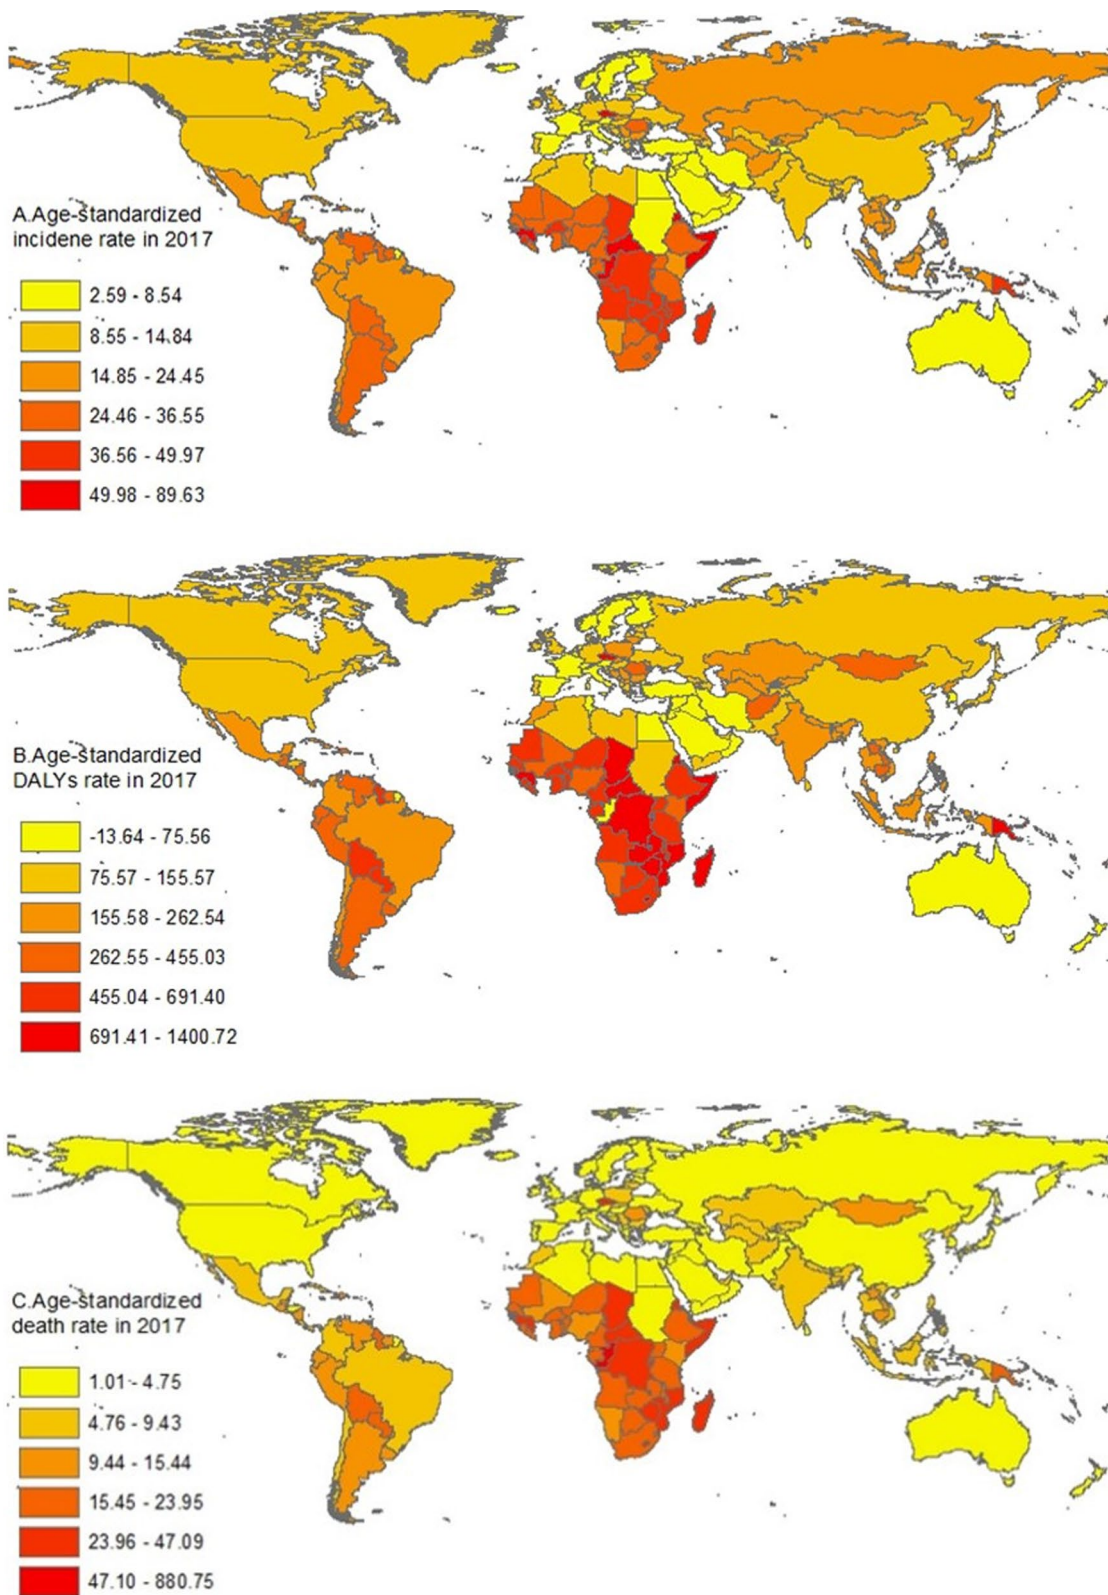 A.Age-standardized
incidene rate in 2017
2.59 - 8.54
8.55 - 14.84
14.85 - 24.45
24.46 - 36.55
36.56 - 49.97
49.98 - 89.63
B.Age-standardized
DALYs rate in 2017
-13.64 - 75.56
75.57 - 155.57
155.58 - 262.54
262.55 - 455.03
455.04 - 691.40
691.41 - 1400.72
C.Age-standardized
death rate in 2017
1.01 - 4.75
4.76 - 9.43
9.44 - 15.44
15.45 - 23.95
23.96 - 47.09
47.10 - 880.75